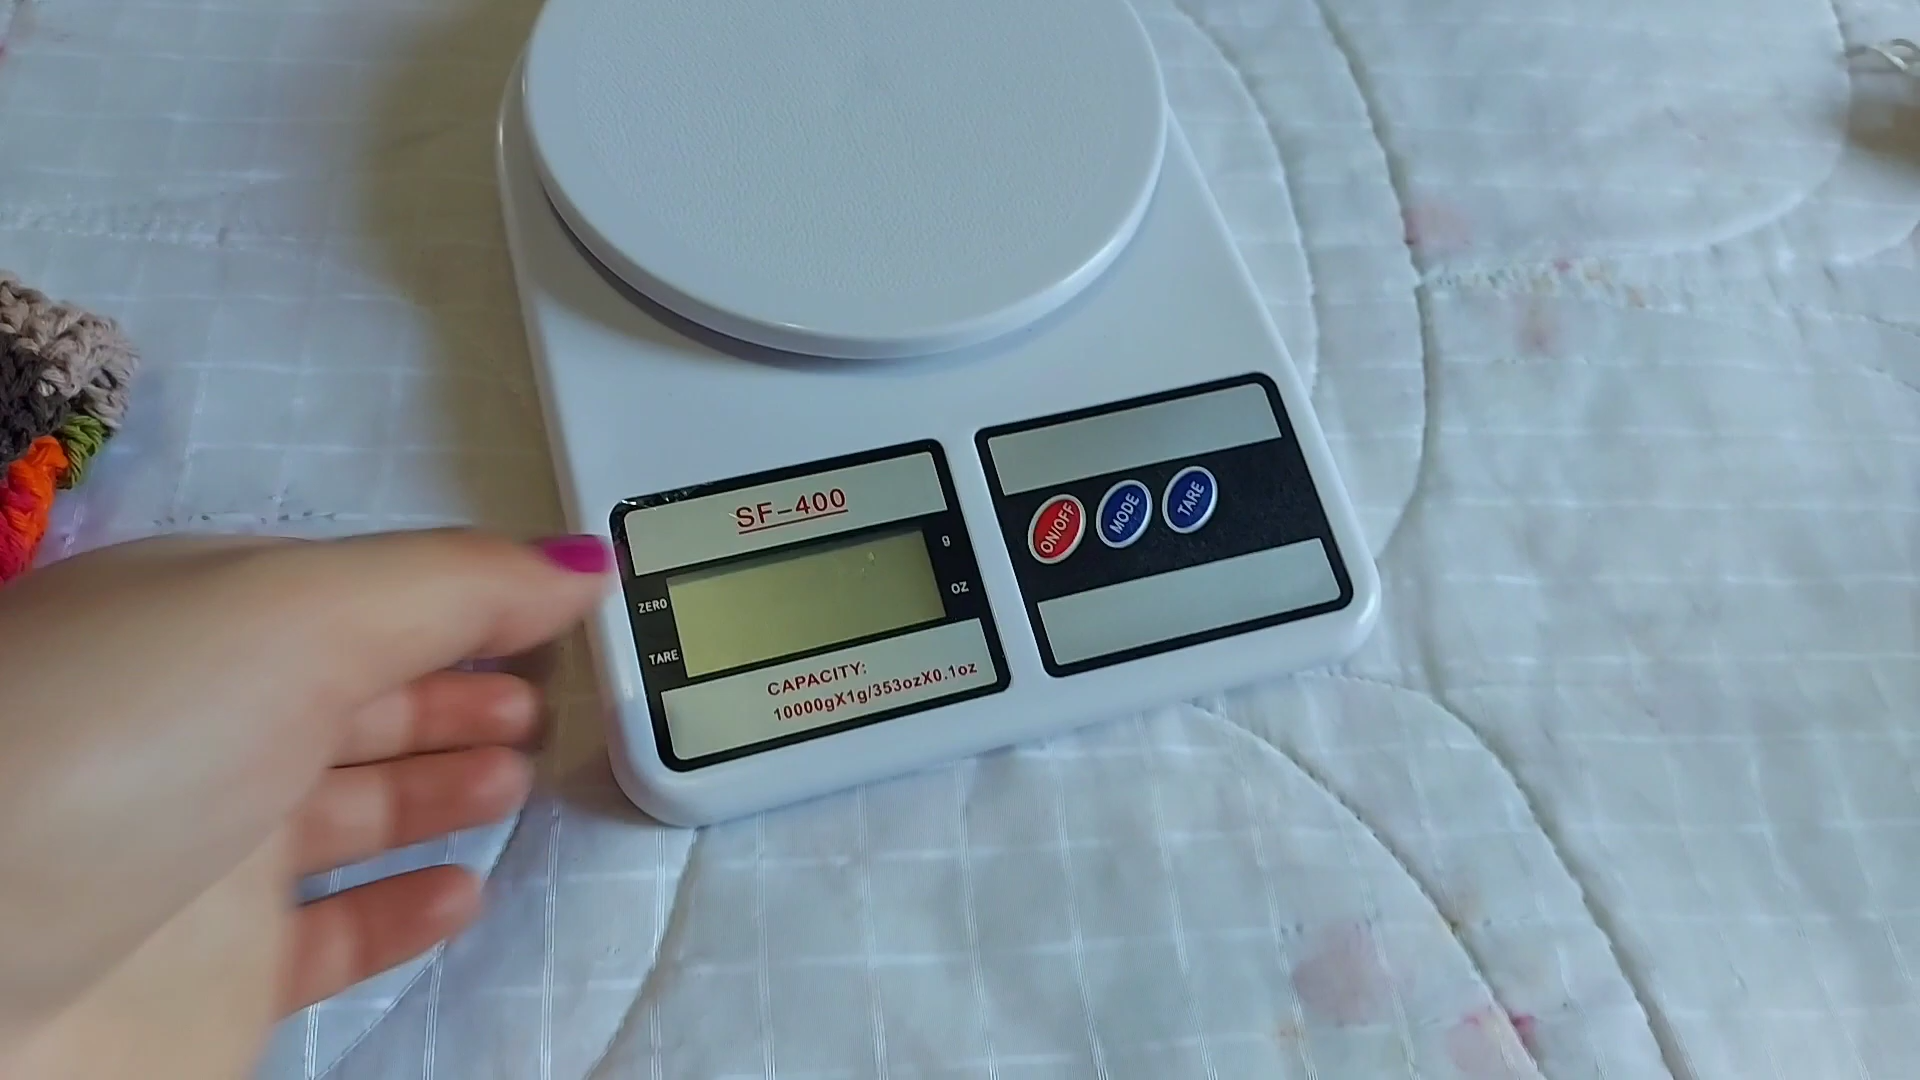 SF-400
g
ZERO
OZ
TARE
CAPACITY:
10000gX1g/353ozX0.1oz
ON/OFF
MODE
TARE